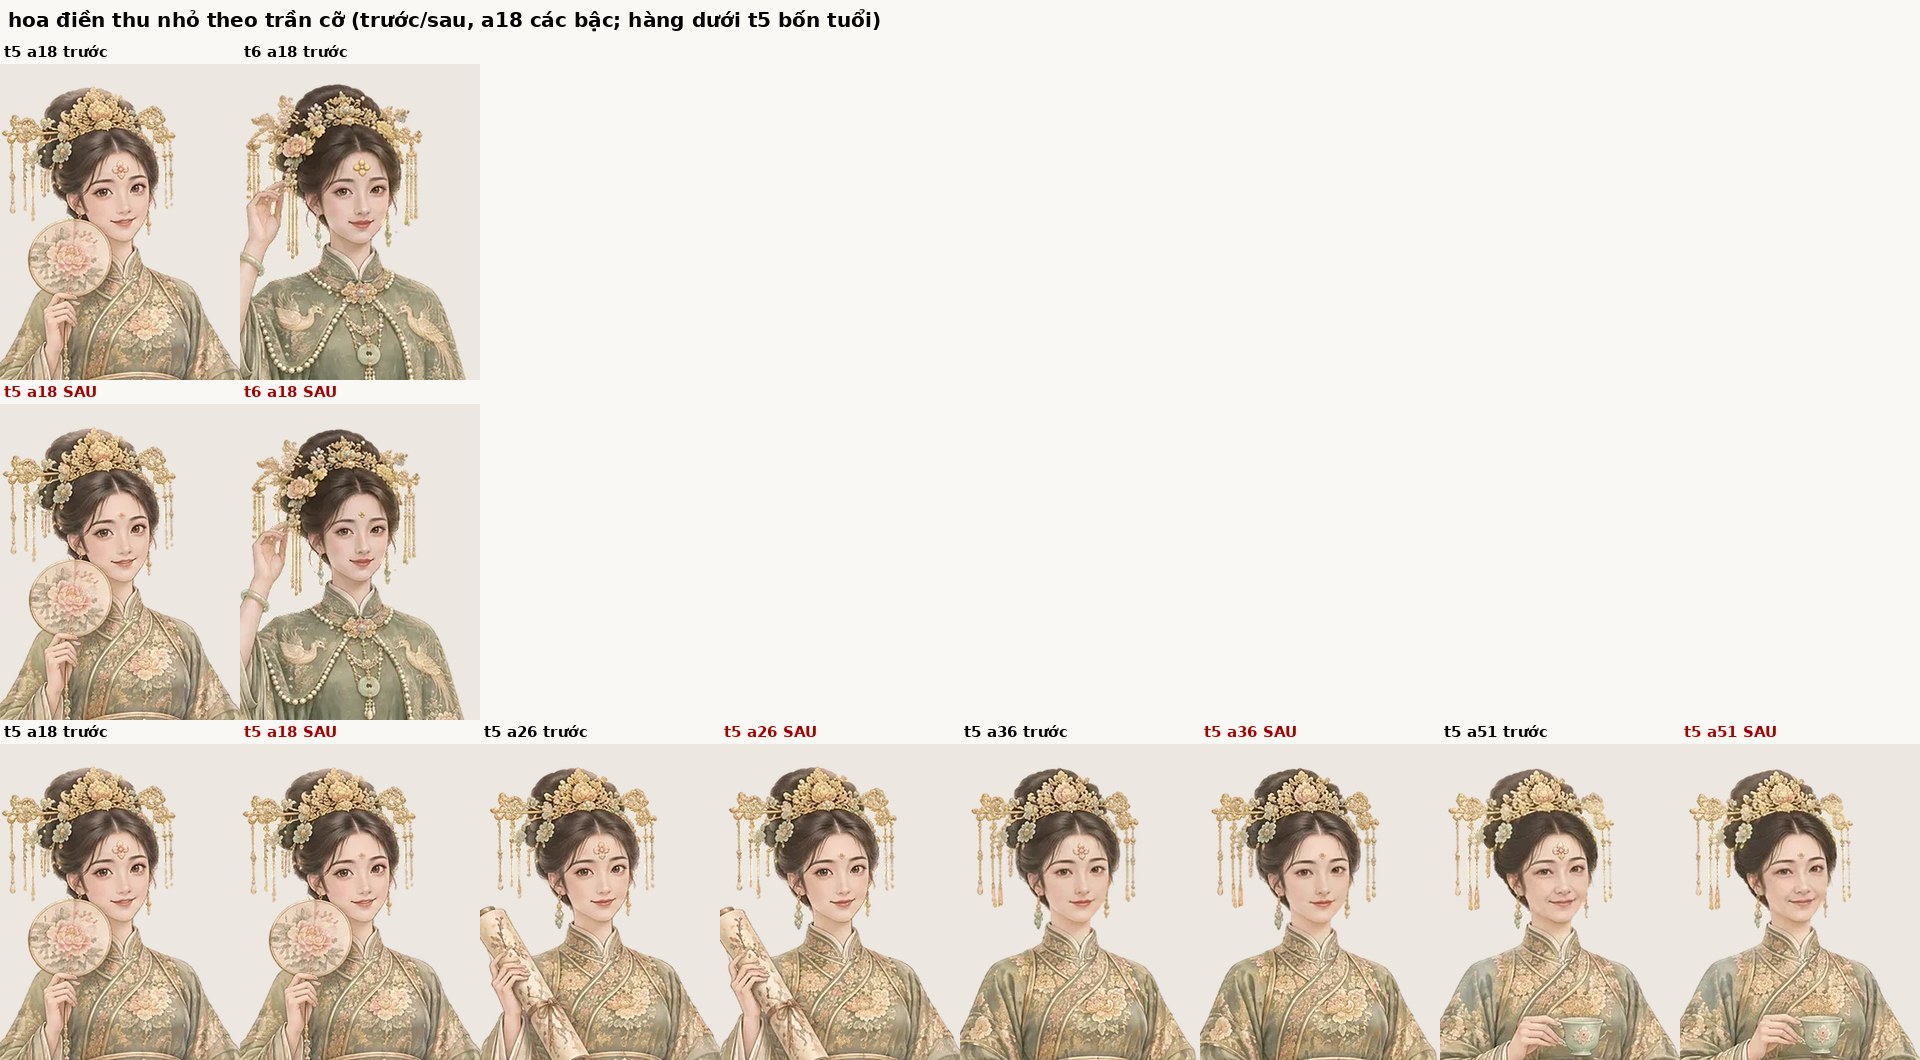 hoa điền thu nhỏ theo trần cỡ (trước/sau, a18 các bậc; hàng dưới t5 bốn tuổi)
t5 a18 trước
t6 a18 trước
t5 a18 SAU
t6 a18 SAU
t5 a18 trước
t5 a18 SAU
t5 a26 trước
t5 a26 SAU
t5 a36 trước
t5 a36 SAU
t5 a51 trước
t5 a51 SAU